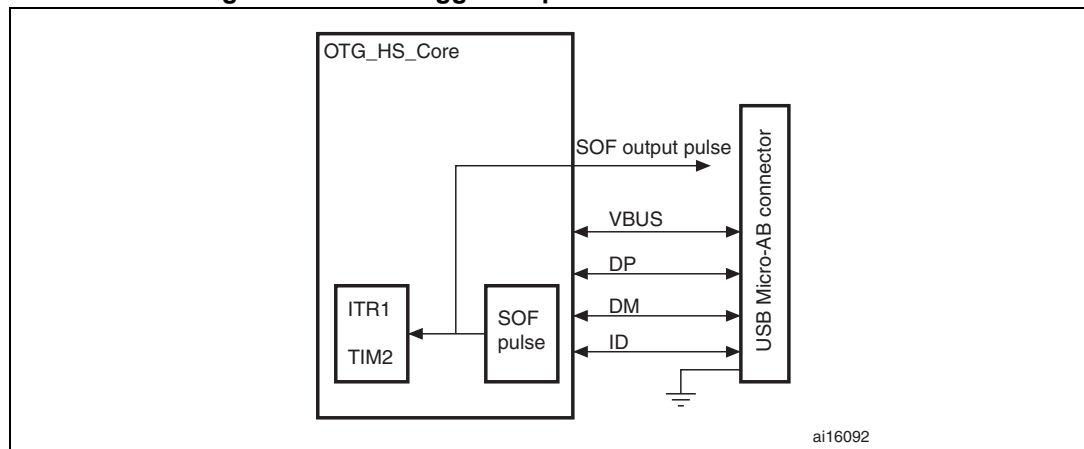 OTG_HS_Core
SOF output pulse
VBUS
DP
DM
ID
ITR1
TIM2
SOF
pulse
USB Micro-AB connector
ai16092